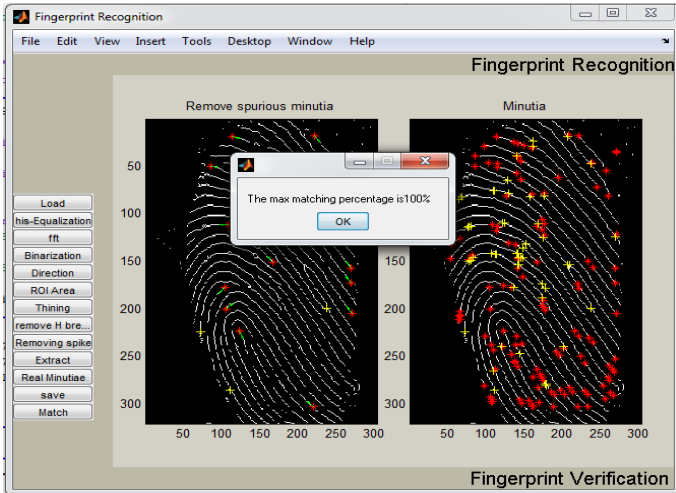 Fingerprint Recognition
File Edit View Insert Tools Desktop Window Help
Fingerprint Recognition
Remove spurious minutia
Minutia
The max matching percentage is100%
OK
Load
his-Equalization
fft
Binarization
Direction
ROI Area
Thining
remove H bre...
Removing spike
Extract
Real Minutiae
save
Match
50
100
150
200
250
300
50 100 150 200 250 300
50
100
150
200
250
300
50 100 150 200 250 300
Fingerprint Verification